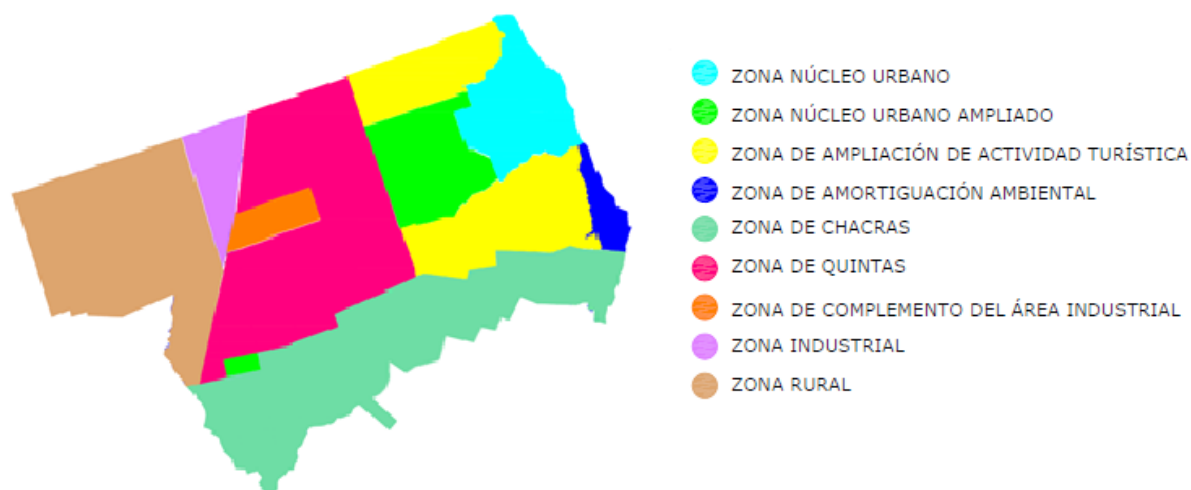 ZONA NÚCLEO URBANO
ZONA NÚCLEO URBANO AMPLIADO
ZONA DE AMPLIACIÓN DE ACTIVIDAD TURÍSTICA
ZONA DE AMORTIGUACIÓN AMBIENTAL
ZONA DE CHACRAS
ZONA DE QUINTAS
ZONA DE COMPLEMENTO DEL ÁREA INDUSTRIAL
ZONA INDUSTRIAL
ZONA RURAL